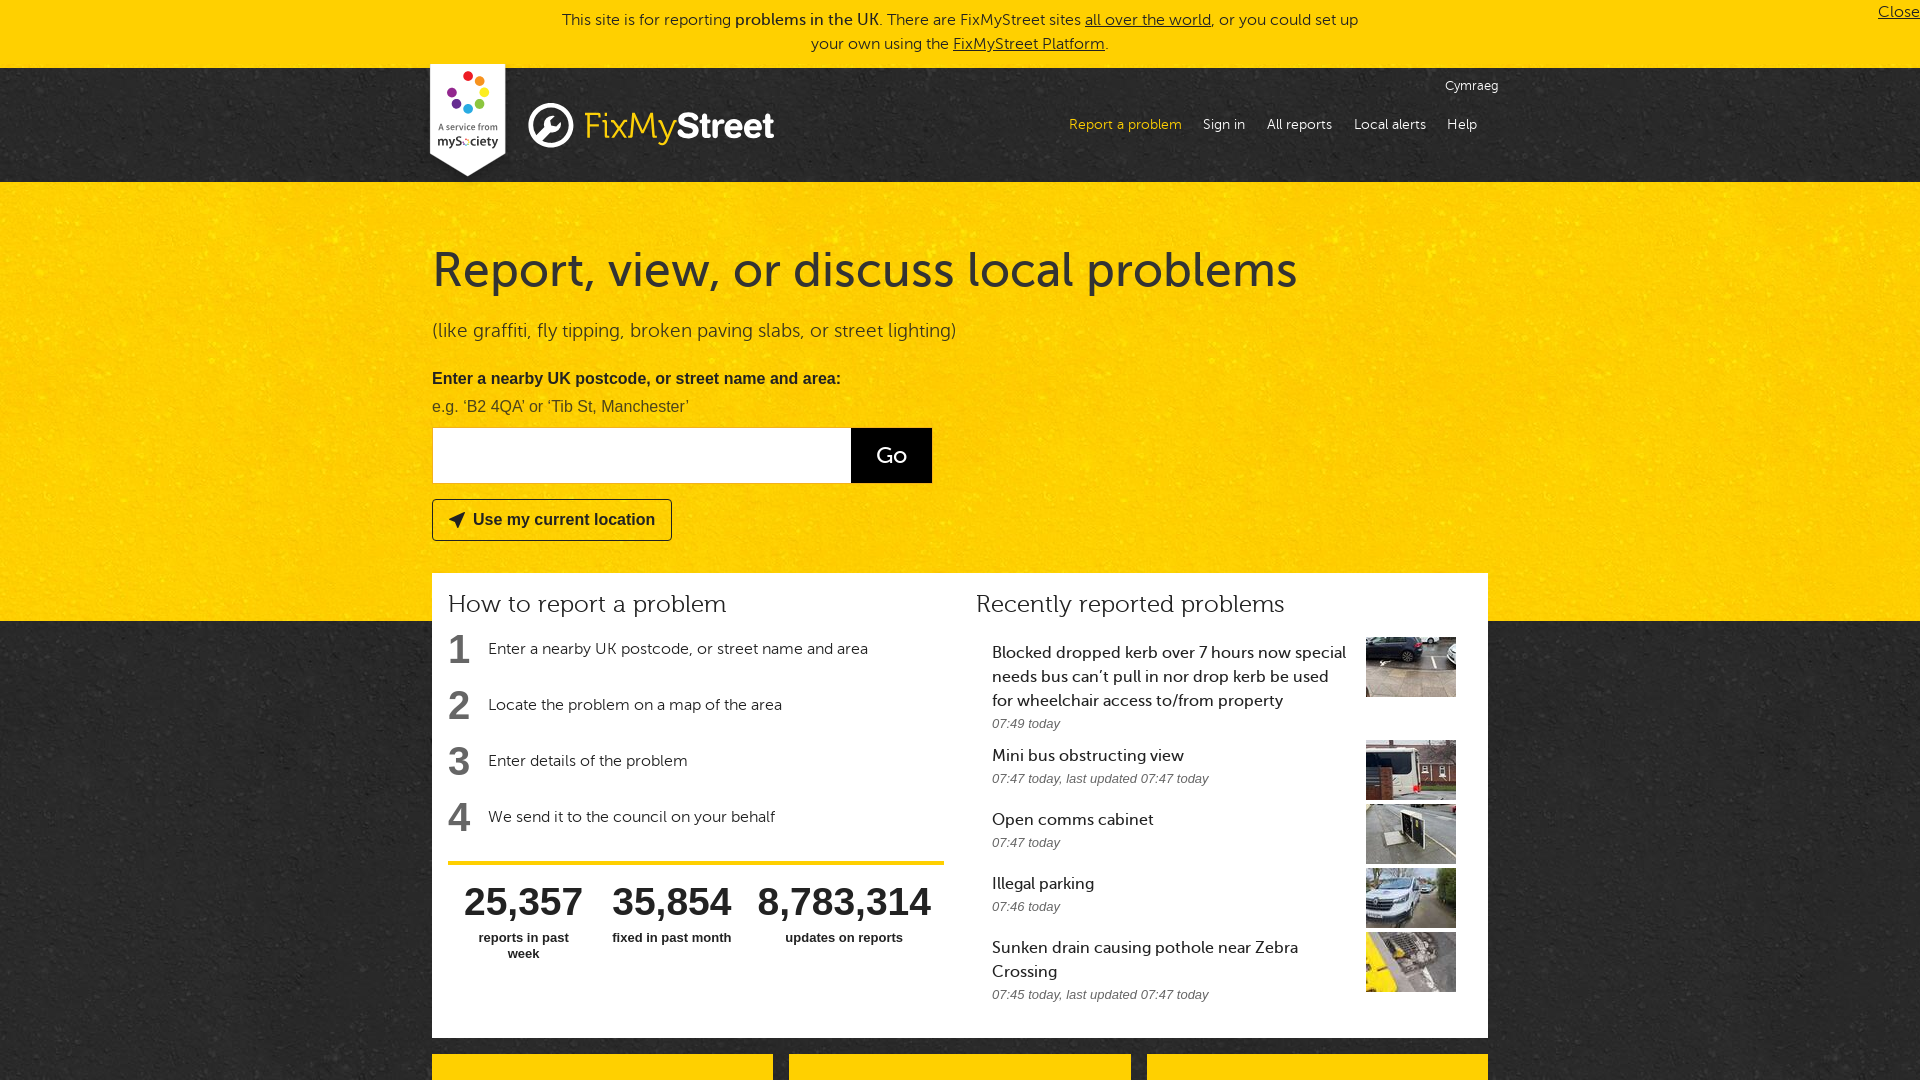 This site is for reporting problems in the UK. There are FixMyStreet sites all over the world, or you could set up
your own using the FixMyStreet Platform.
Close
A service from
mySociety
FixMyStreet
Cymraeg
Report a problem
Sign in
All reports
Local alerts
Help
Report, view, or discuss local problems
(like graffiti, fly tipping, broken paving slabs, or street lighting)
Enter a nearby UK postcode, or street name and area:
e.g. ‘B2 4QA’ or ‘Tib St, Manchester’
Go
Use my current location
How to report a problem
1 Enter a nearby UK postcode, or street name and area
2 Locate the problem on a map of the area
3 Enter details of the problem
4 We send it to the council on your behalf
25,357
reports in past
week
35,854
fixed in past month
8,783,314
updates on reports
Recently reported problems
Blocked dropped kerb over 7 hours now special
needs bus can’t pull in nor drop kerb be used
for wheelchair access to/from property
07:49 today
Mini bus obstructing view
07:47 today, last updated 07:47 today
Open comms cabinet
07:47 today
Illegal parking
07:46 today
Sunken drain causing pothole near Zebra
Crossing
07:45 today, last updated 07:47 today